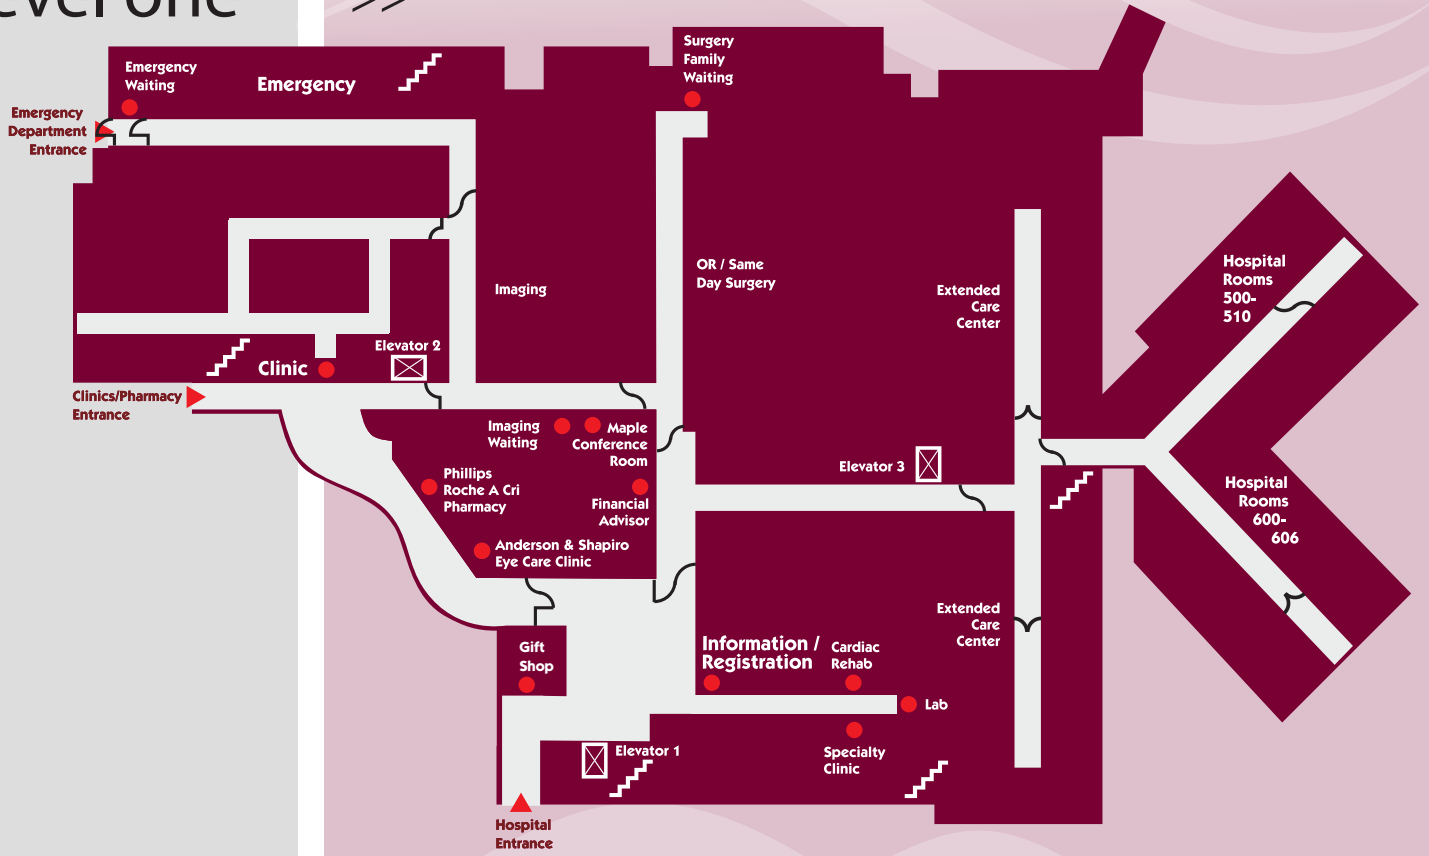 one
Emergency
Waiting
Emergency
Surgery
Family
Waiting
Emergency
Department
Entrance
Imaging
OR / Same
Day Surgery
Extended
Care
Center
Hospital
Rooms
500-
510
Elevator 2
Clinic
Clinics/Pharmacy
Entrance
Imaging
Waiting
Maple
Conference
Room
Phillips
Roche A Cri
Pharmacy
Financial
Advisor
Anderson & Shapiro
Eye Care Clinic
Elevator 3
Hospital
Rooms
600-
606
Extended
Care
Center
Gift
Shop
Information /
Registration
Cardiac
Rehab
Lab
Elevator 1
Specialty
Clinic
Hospital
Entrance